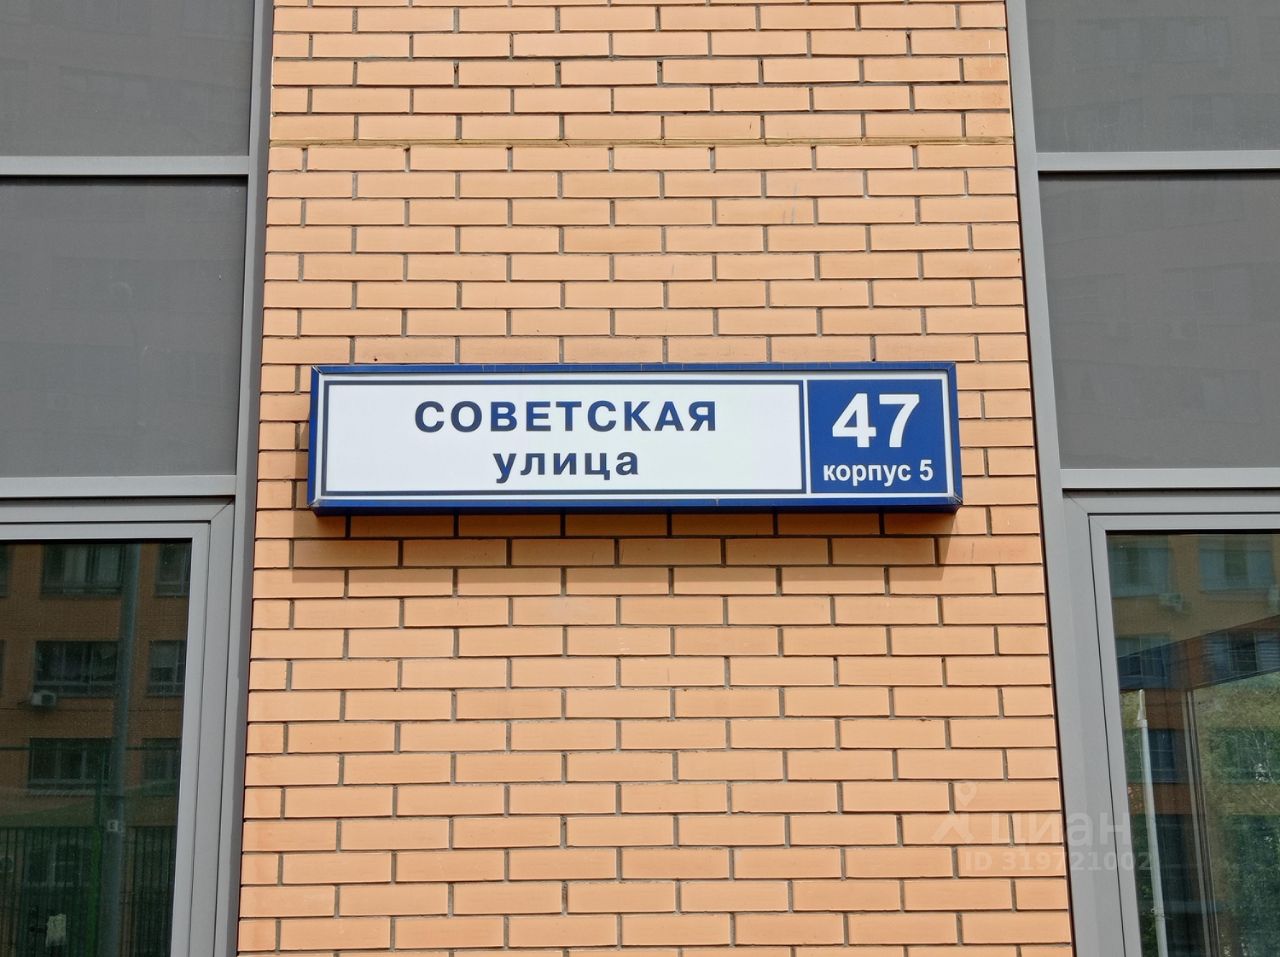 СОВЕТСКАЯ
улица
47
корпус 5
циан
ID 319721002